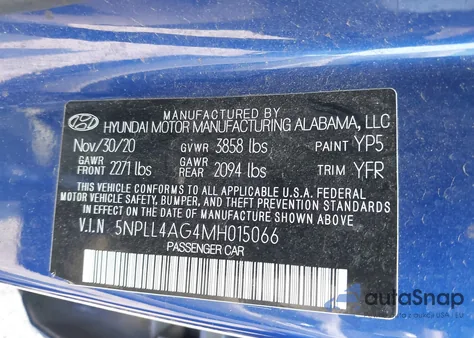 MANUFACTURED BY
HYUNDAI MOTOR MANUFACTURING ALABAMA, LLC
Nov/30/20 GVWR 3858 lbs PAINT YP5
GAWR FRONT 2271 lbs GAWR REAR 2094 lbs TRIM YFR
THIS VEHICLE CONFORMS TO ALL APPLICABLE U.S.A. FEDERAL
MOTOR VEHICLE SAFETY, BUMPER, AND THEFT PREVENTION STANDARDS
IN EFFECT ON THE DATE OF MANUFACTURE SHOWN ABOVE.
V.I.N 5NPLL4AG4MH015066
PASSENGER CAR
autaSnap